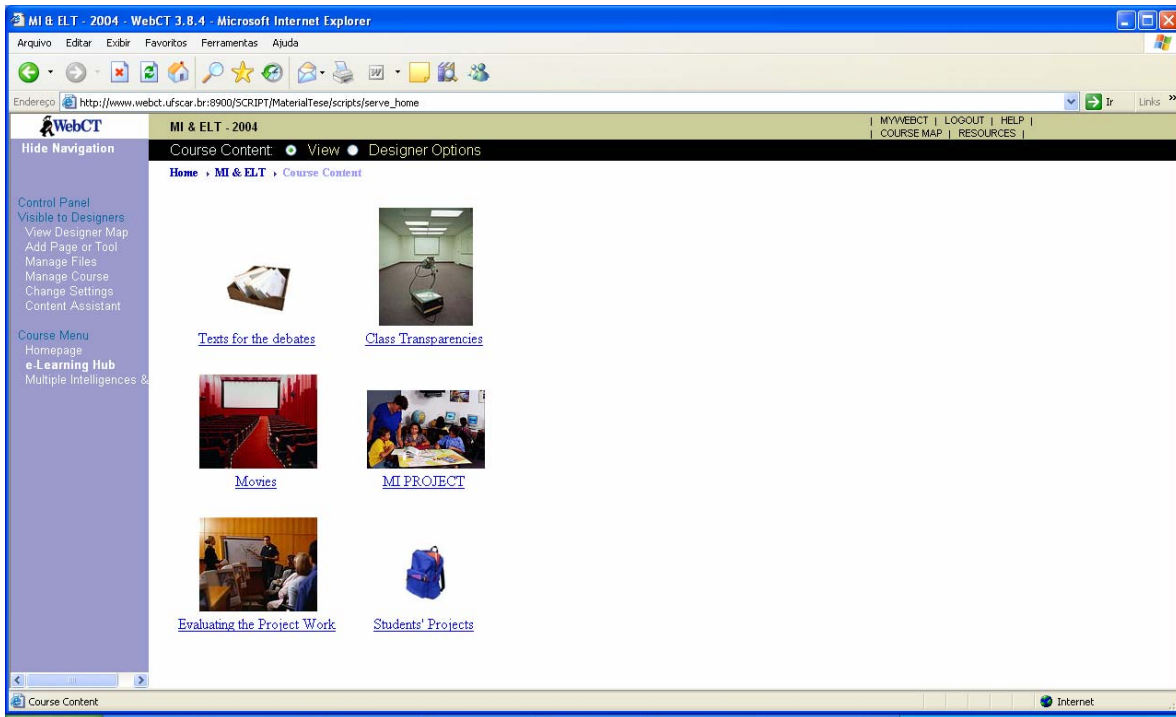 MI & ELT - 2004 - WebCT 3.8.4 - Microsoft Internet Explorer
Arquivo Editar Exibir Favoritos Ferramentas Ajuda
Endereço http://www.webct.ufscar.br:8900/SCRIPT/MaterialTese/scripts/serve_home Ir Links »
WebCT MI & ELT - 2004 | MYWEBCT | LOGOUT | HELP |
| COURSE MAP | RESOURCES |
Hide Navigation Course Content: View Designer Options
Home › MI & ELT › Course Content
Control Panel
Visible to Designers
View Designer Map
Add Page or Tool
Manage Files
Manage Course
Change Settings
Content Assistant
Course Menu
Homepage
e-Learning Hub
Multiple Intelligences &
Texts for the debates Class Transparencies
Movies MI PROJECT
Evaluating the Project Work Students' Projects
Course Content Internet